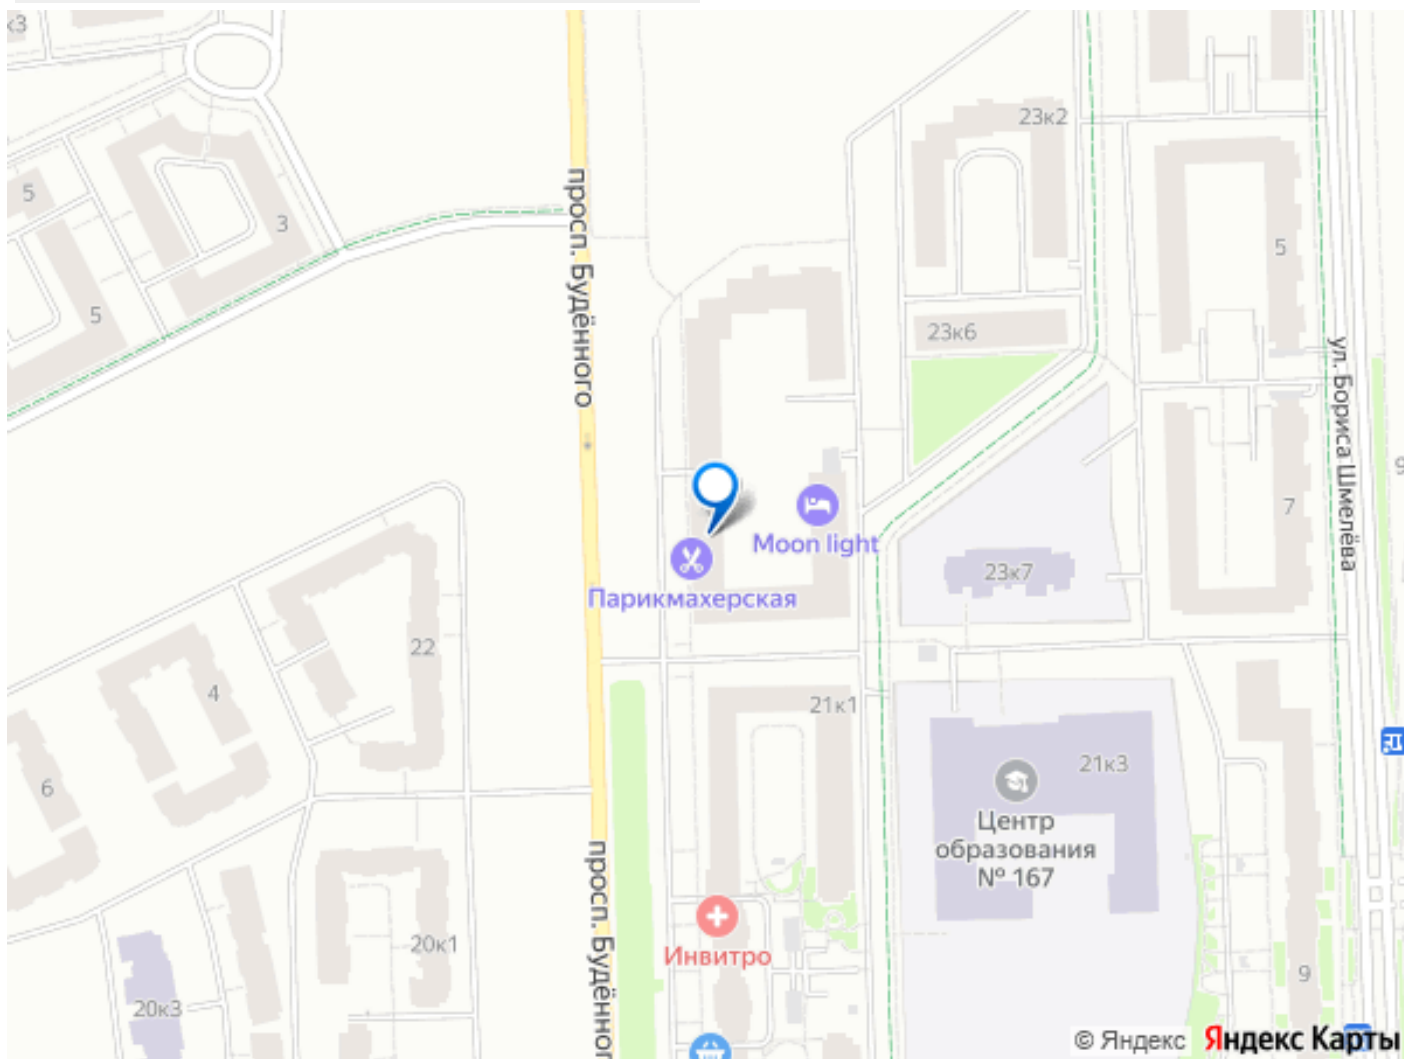 к3
23к2
5
3
5
5
просп. Будённого
23к6
ул. Бориса Шмелёва
9
7
Moon light
23к7
Парикмахерская
22
4
21к1
6
21к3
Центр
образования
№ 167
просп. Будённог
Инвитро
20к1
9
20к3
© Яндекс Яндекс Карты